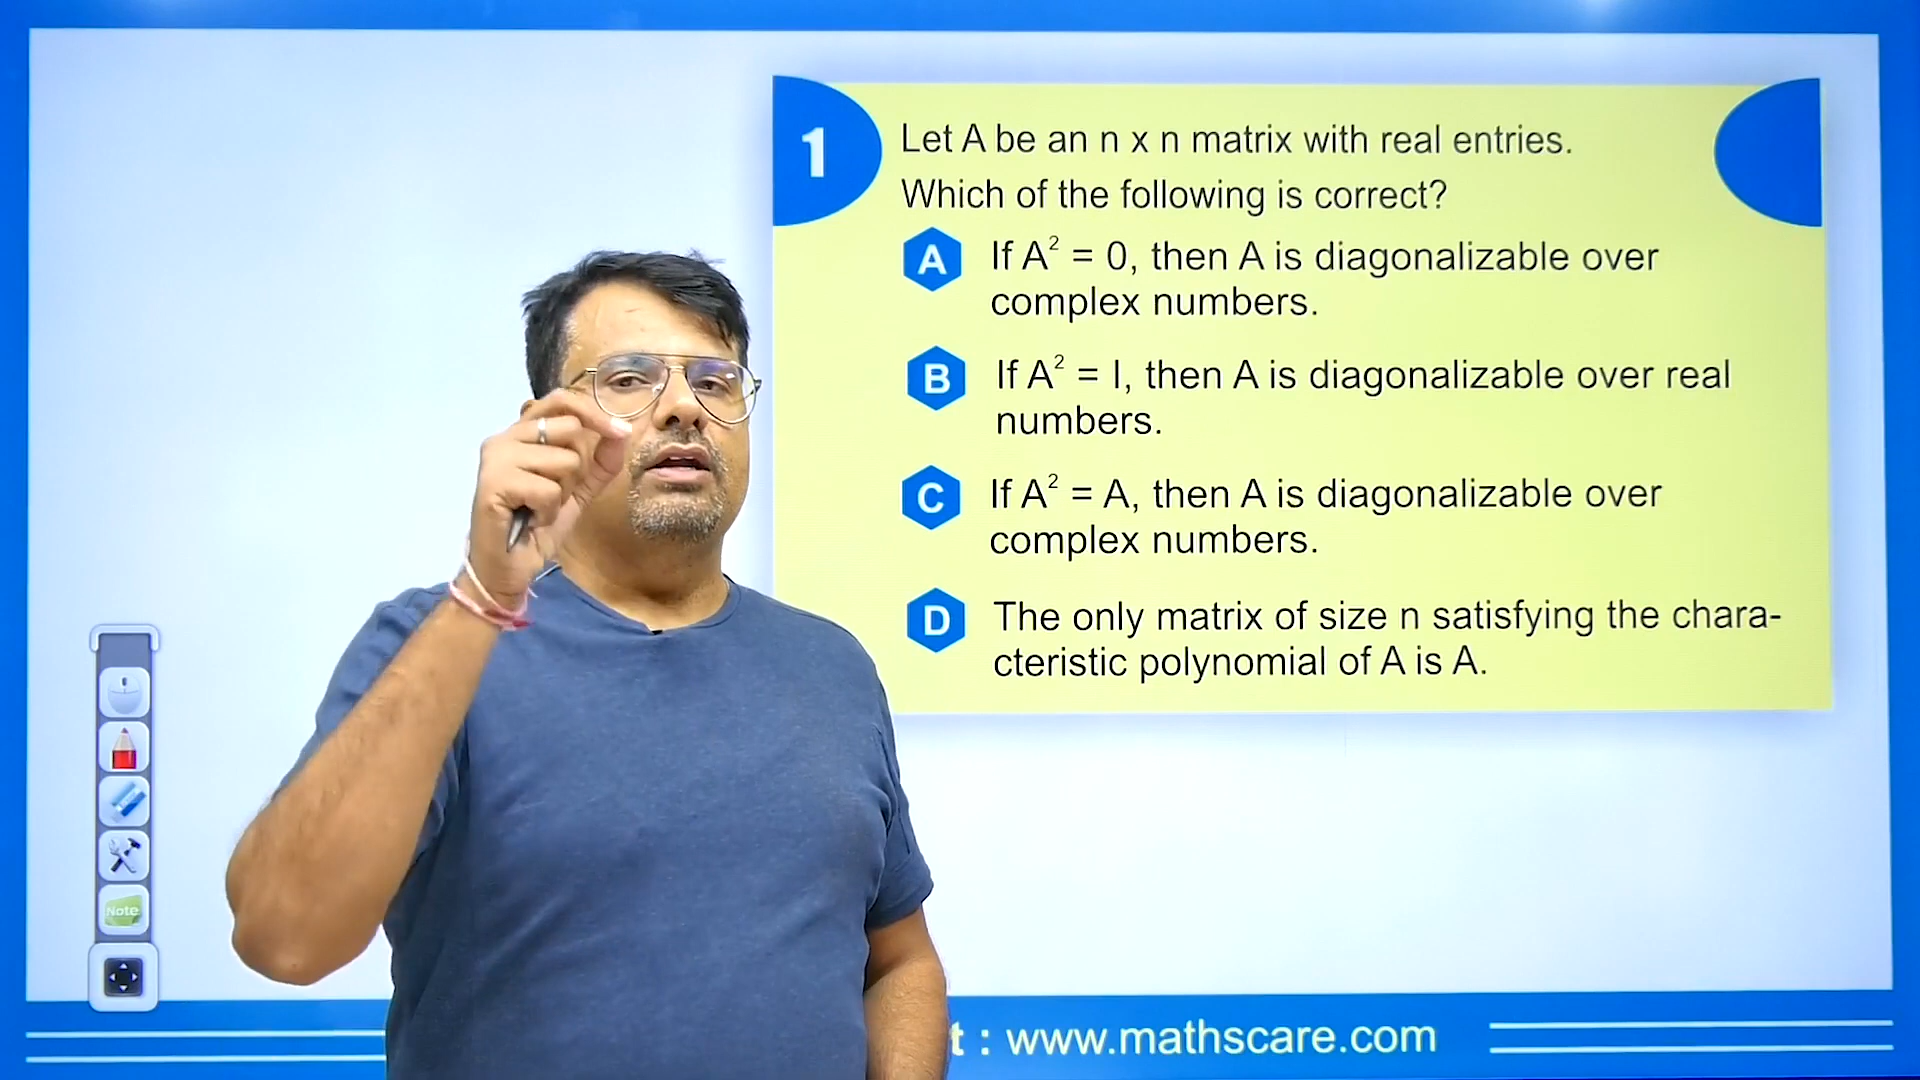 1
Let A be an n x n matrix with real entries.
Which of the following is correct?
A If A² = 0, then A is diagonalizable over
complex numbers.
B If A² = I, then A is diagonalizable over real
numbers.
C If A² = A, then A is diagonalizable over
complex numbers.
D The only matrix of size n satisfying the chara-
cteristic polynomial of A is A.
Note
t : www.mathscare.com